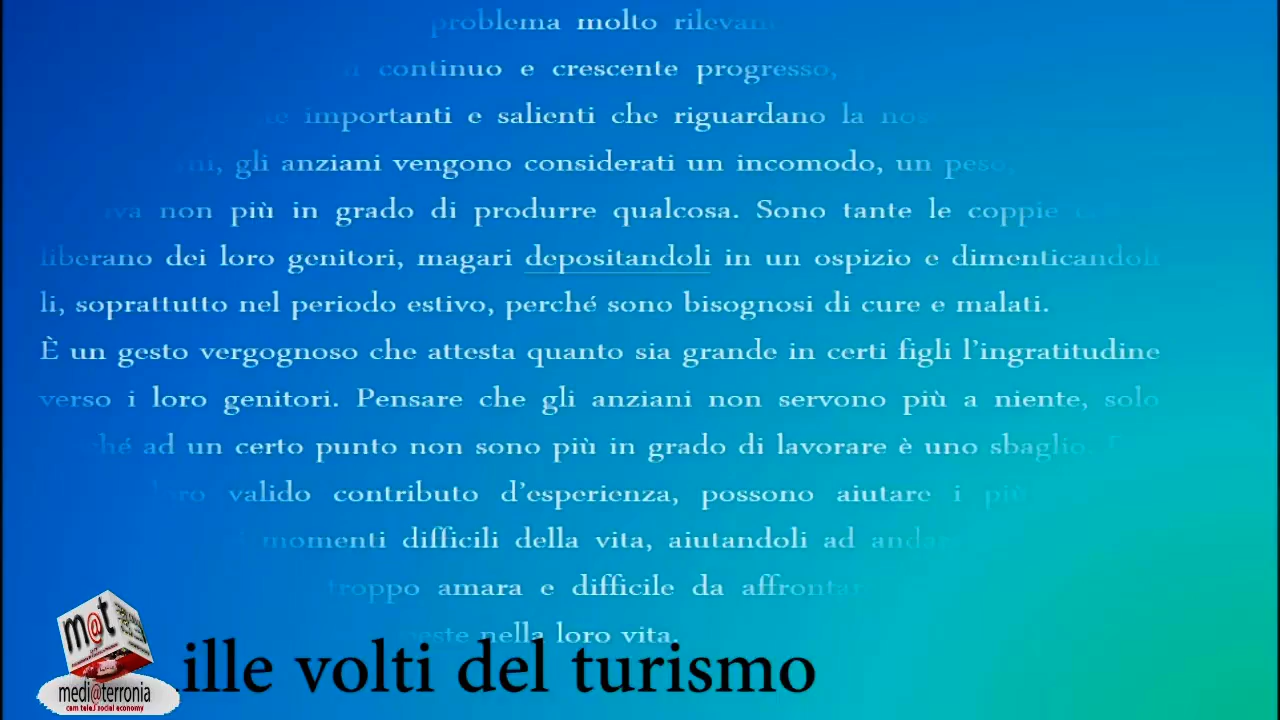 problema molto
continuo e crescente progresso,
importanti e salienti che riguardano la
gli anziani vengono considerati un incomodo, un peso,
non più in grado di produrre qualcosa. Sono tante le coppie
liberano dei loro genitori, magari depositandoli in un ospizio e dimenticandoli
li, soprattutto nel periodo estivo, perché sono bisognosi di cure e malati.
È un gesto vergognoso che attesta quanto sia grande in certi figli l'ingratitudine
verso i loro genitori. Pensare che gli anziani non servono più a niente, solo
ad un certo punto non sono più in grado di lavorare è uno sbaglio.
loro valido contributo d'esperienza, possono aiutare i più
momenti difficili della vita, aiutandoli ad
troppo amara e difficile da
nella loro vita.
ille volti del turismo
m@t
medi@terronia